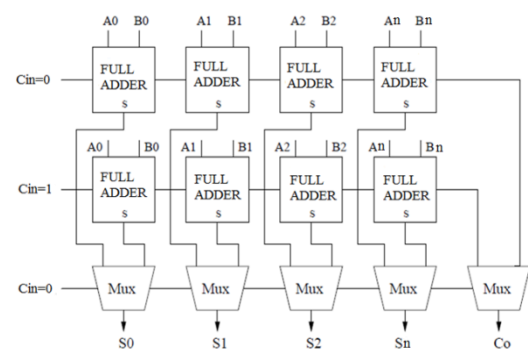 A0 B0 A1 B1 A2 B2 An Bn
Cin=0
FULL ADDER S
FULL ADDER S
FULL ADDER S
FULL ADDER S
A0 B0 A1 B1 A2 B2 An Bn
Cin=1
FULL ADDER S
FULL ADDER S
FULL ADDER S
FULL ADDER S
Cin=0 Mux Mux Mux Mux Mux
S0 S1 S2 Sn Co